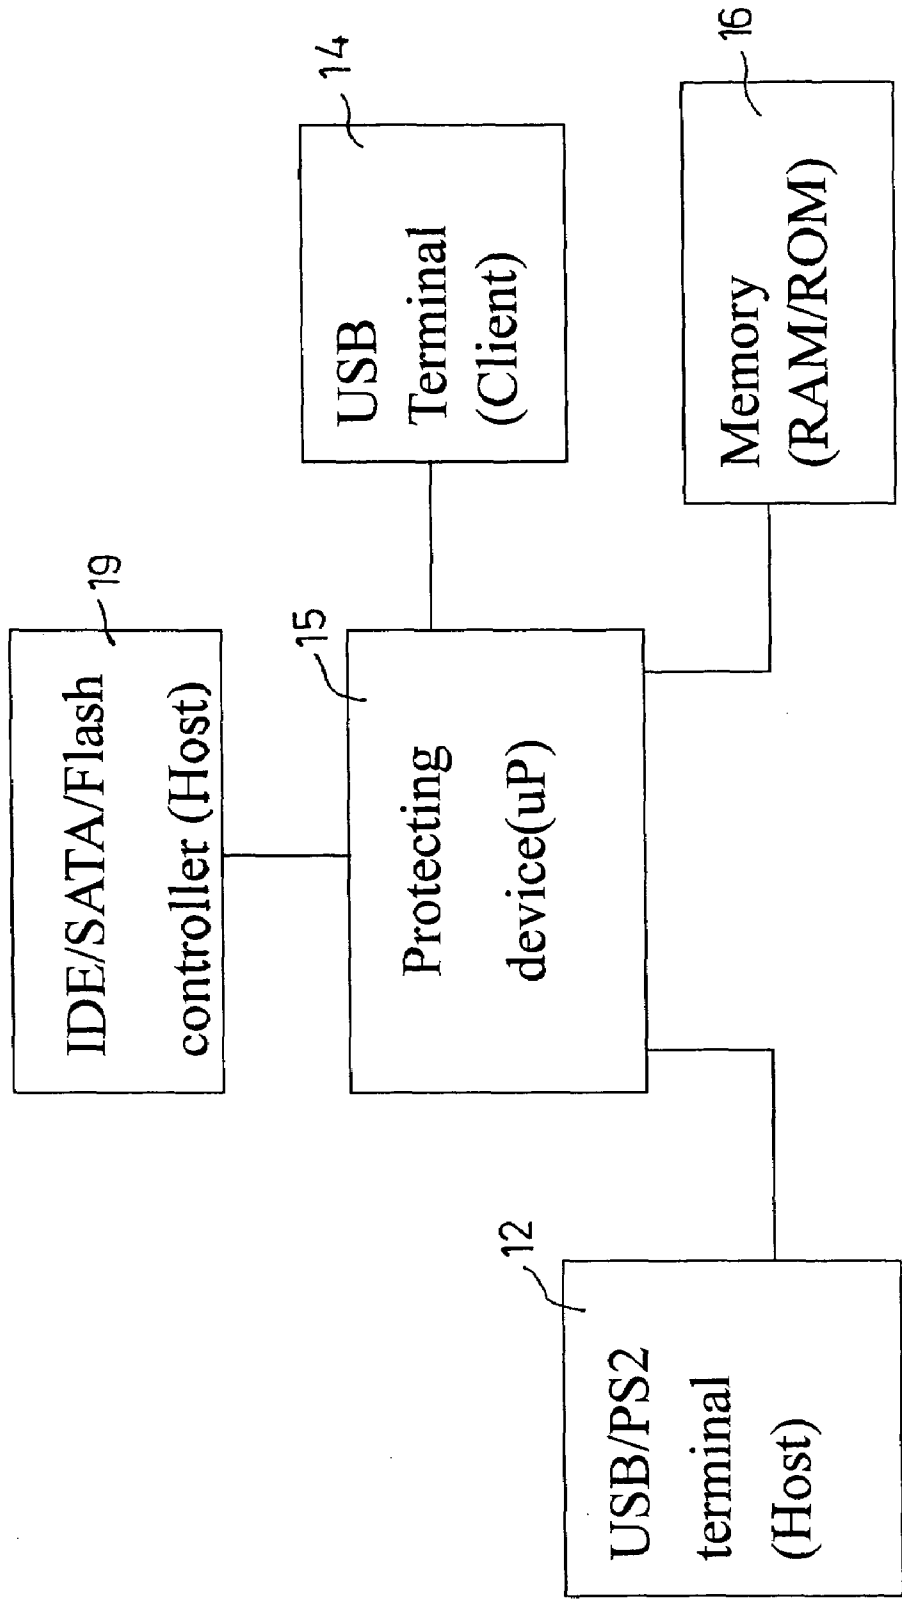 IDE/SATA/Flash
controller (Host)
19
Protecting
device(uP)
15
USB
Terminal
(Client)
14
USB/PS2
terminal
(Host)
12
Memory
(RAM/ROM)
16